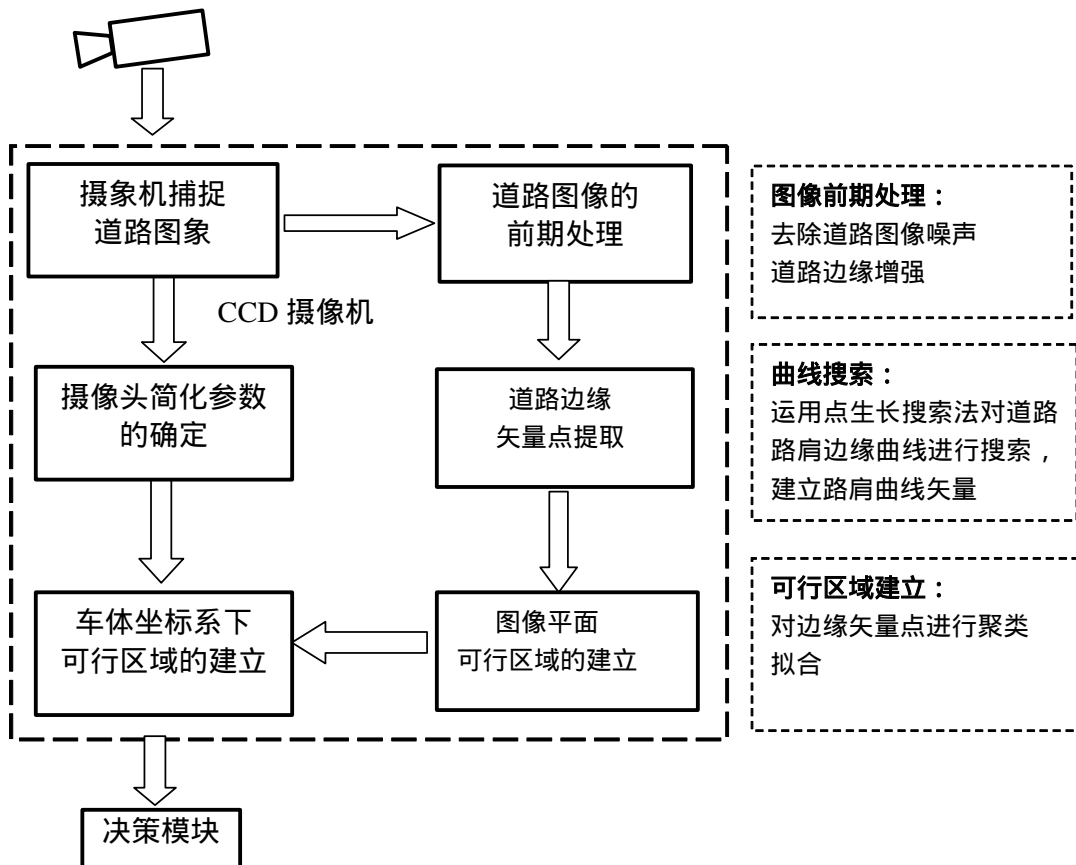 摄象机捕捉
道路图象
道路图像的
前期处理
CCD 摄像机
摄像头简化参数
的确定
道路边缘
矢量点提取
车体坐标系下
可行区域的建立
图像平面
可行区域的建立
决策模块
图像前期处理：
去除道路图像噪声
道路边缘增强
曲线搜索：
运用点生长搜索法对道路
路肩边缘曲线进行搜索，
建立路肩曲线矢量
可行区域建立：
对边缘矢量点进行聚类
拟合